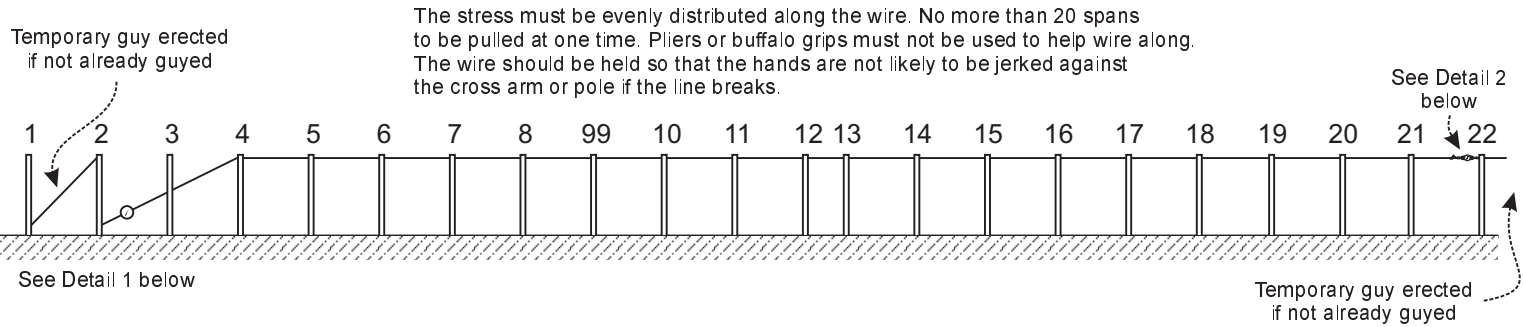 The stress must be evenly distributed along the wire. No more than 20 spans
to be pulled at one time. Pliers or buffalo grips must not be used to help wire along.
The wire should be held so that the hands are not likely to be jerked against
the cross arm or pole if the line breaks.
Temporary guy erected
if not already guyed
See Detail 2
below
1 2 3 4 5 6 7 8 99 10 11 12 13 14 15 16 17 18 19 20 21 22
See Detail 1 below
Temporary guy erected
if not already guyed